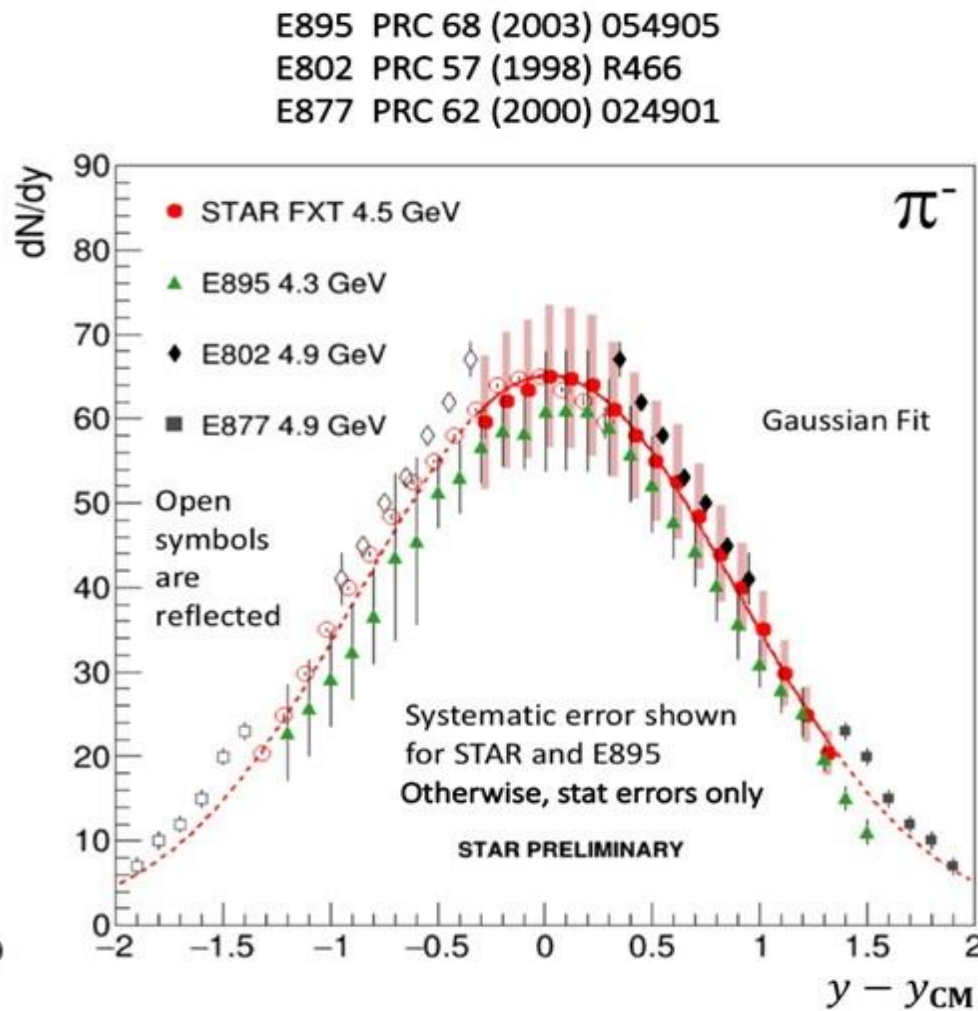 E895 PRC 68 (2003) 054905
E802 PRC 57 (1998) R466
E877 PRC 62 (2000) 024901
dN/dy
90
80
70
60
50
40
30
20
10
0
π⁻
STAR FXT 4.5 GeV
E895 4.3 GeV
E802 4.9 GeV
E877 4.9 GeV
Gaussian Fit
Open
symbols
are
reflected
Systematic error shown
for STAR and E895
Otherwise, stat errors only
STAR PRELIMINARY
−2 −1.5 −1 −0.5 0 0.5 1 1.5 2
y − yCM